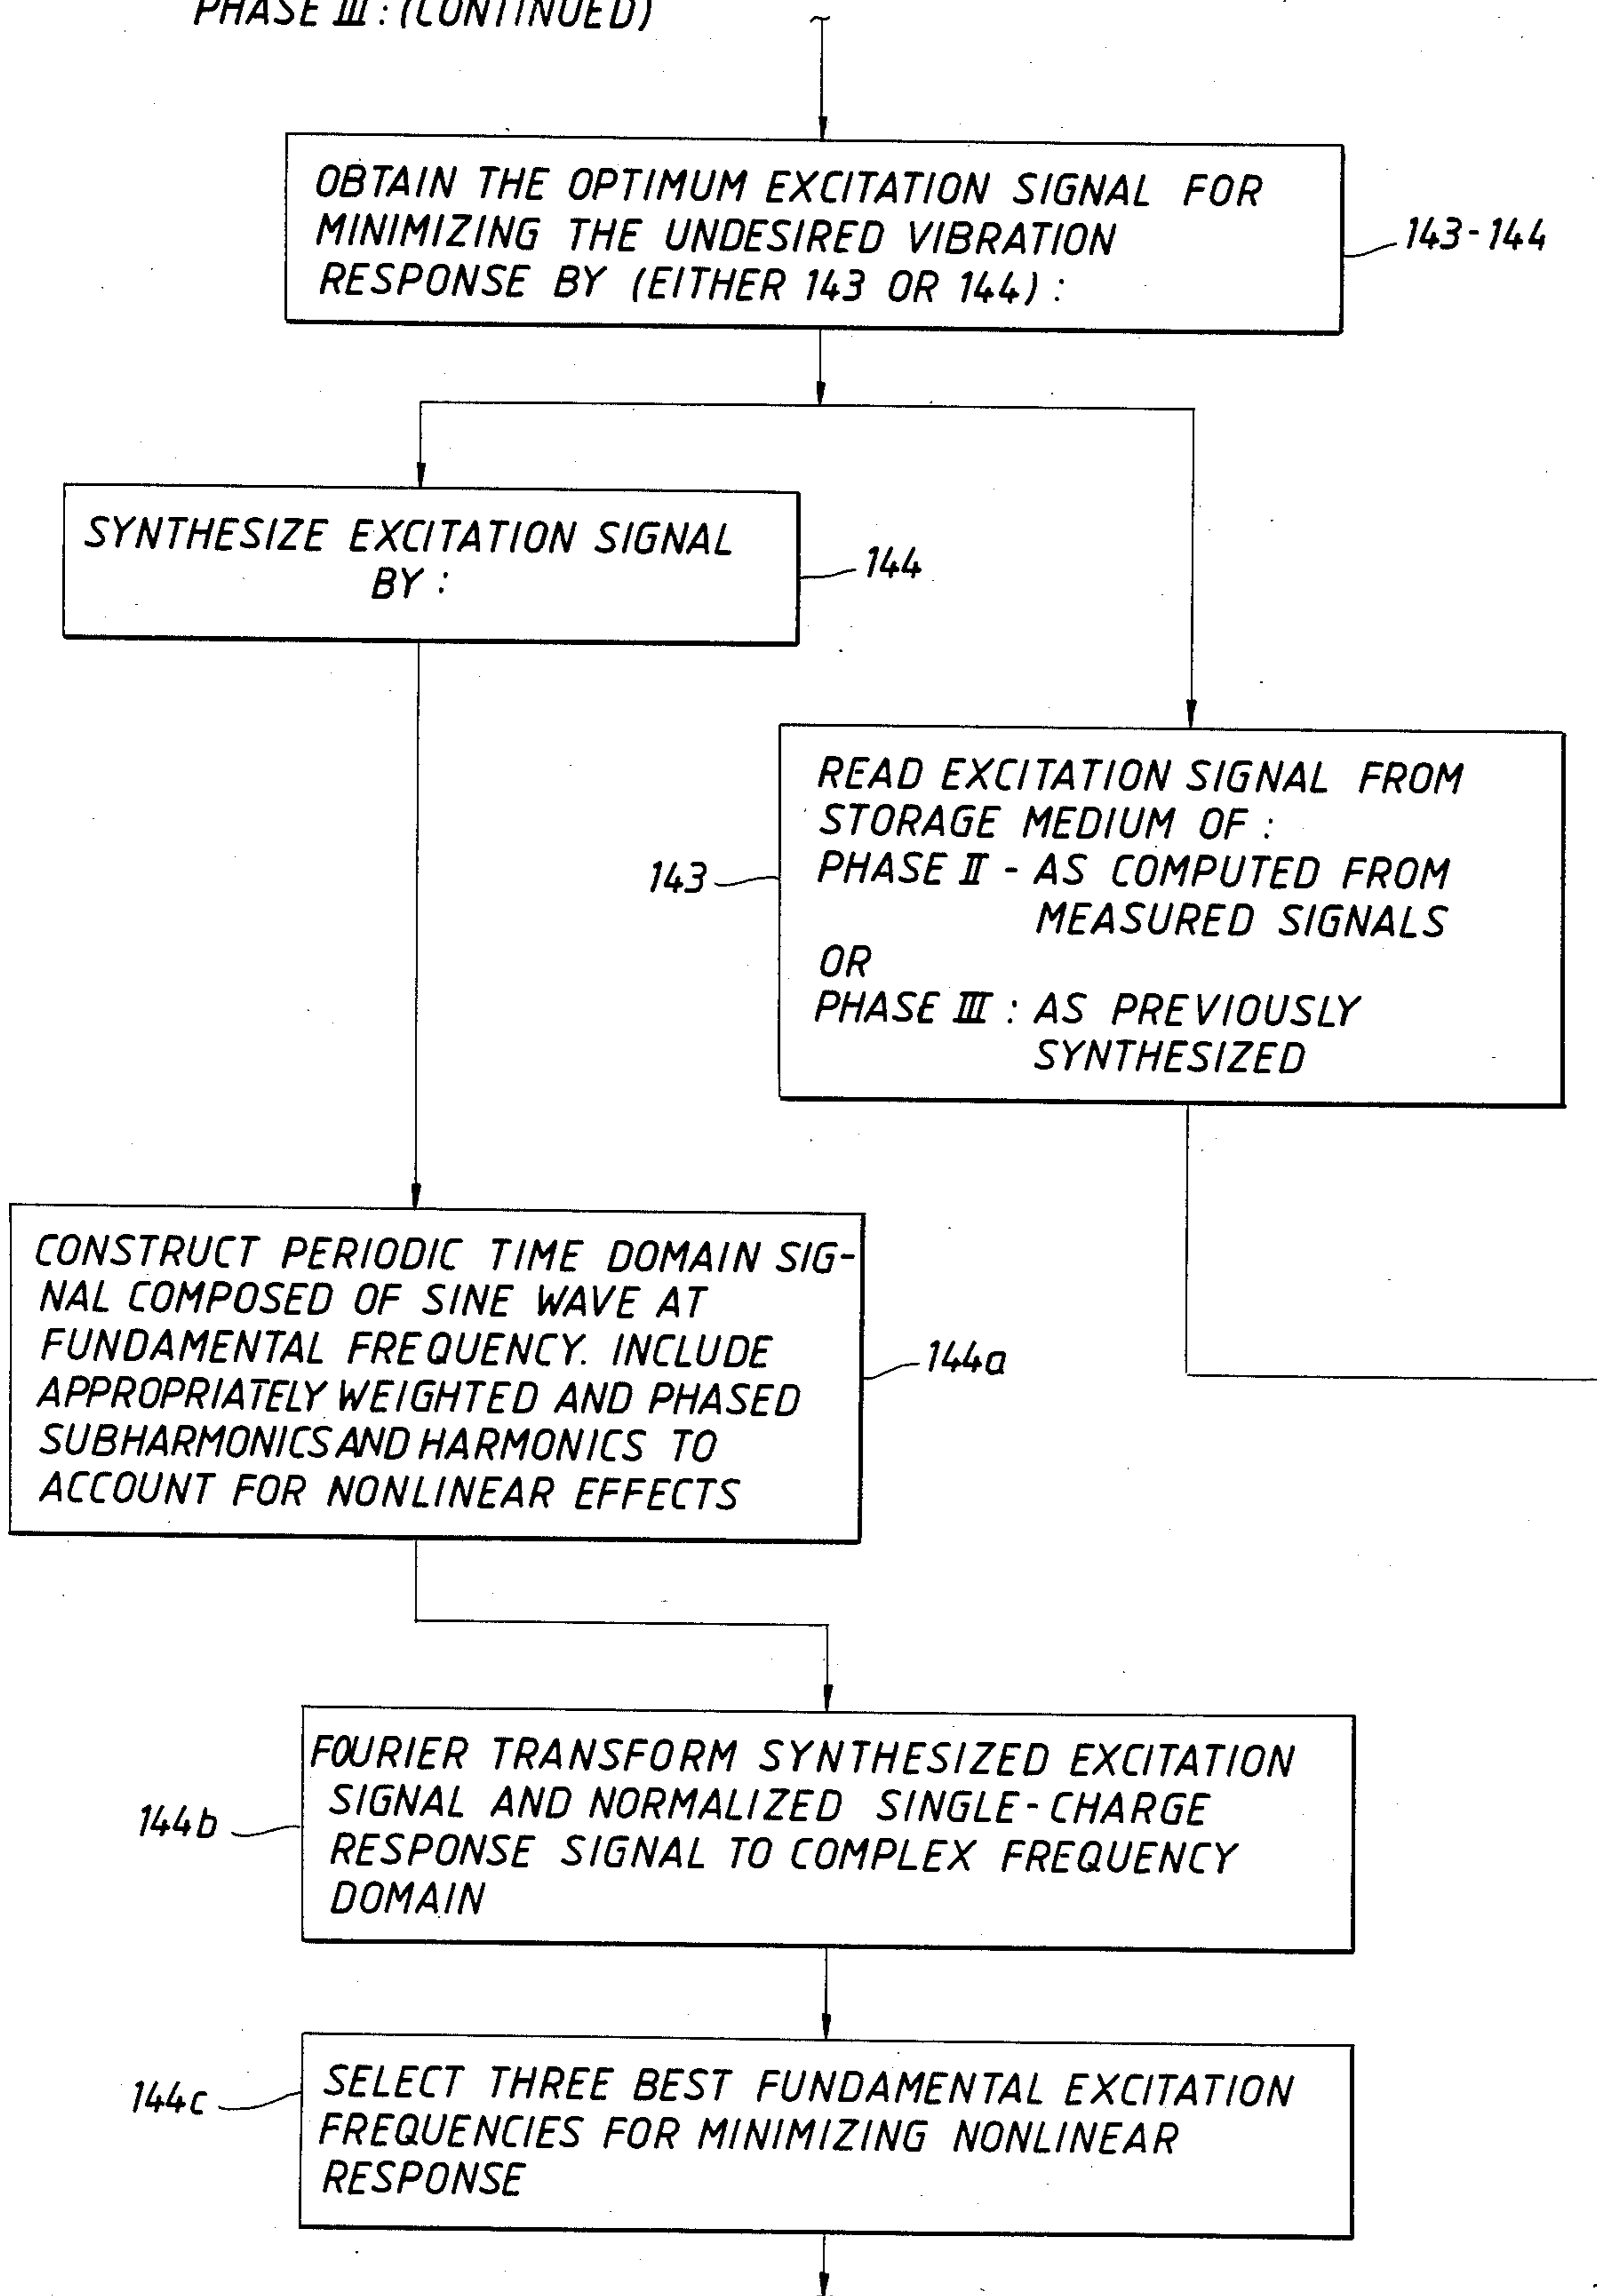 PHASE III : (CONTINUED)
OBTAIN THE OPTIMUM EXCITATION SIGNAL FOR
MINIMIZING THE UNDESIRED VIBRATION
RESPONSE BY (EITHER 143 OR 144) :
143-144
SYNTHESIZE EXCITATION SIGNAL
BY :
144
READ EXCITATION SIGNAL FROM
STORAGE MEDIUM OF :
PHASE II - AS COMPUTED FROM
MEASURED SIGNALS
OR
PHASE III : AS PREVIOUSLY
SYNTHESIZED
143
CONSTRUCT PERIODIC TIME DOMAIN SIG-
NAL COMPOSED OF SINE WAVE AT
FUNDAMENTAL FREQUENCY. INCLUDE
APPROPRIATELY WEIGHTED AND PHASED
SUBHARMONICS AND HARMONICS TO
ACCOUNT FOR NONLINEAR EFFECTS
144a
FOURIER TRANSFORM SYNTHESIZED EXCITATION
SIGNAL AND NORMALIZED SINGLE-CHARGE
RESPONSE SIGNAL TO COMPLEX FREQUENCY
DOMAIN
144b
SELECT THREE BEST FUNDAMENTAL EXCITATION
FREQUENCIES FOR MINIMIZING NONLINEAR
RESPONSE
144c